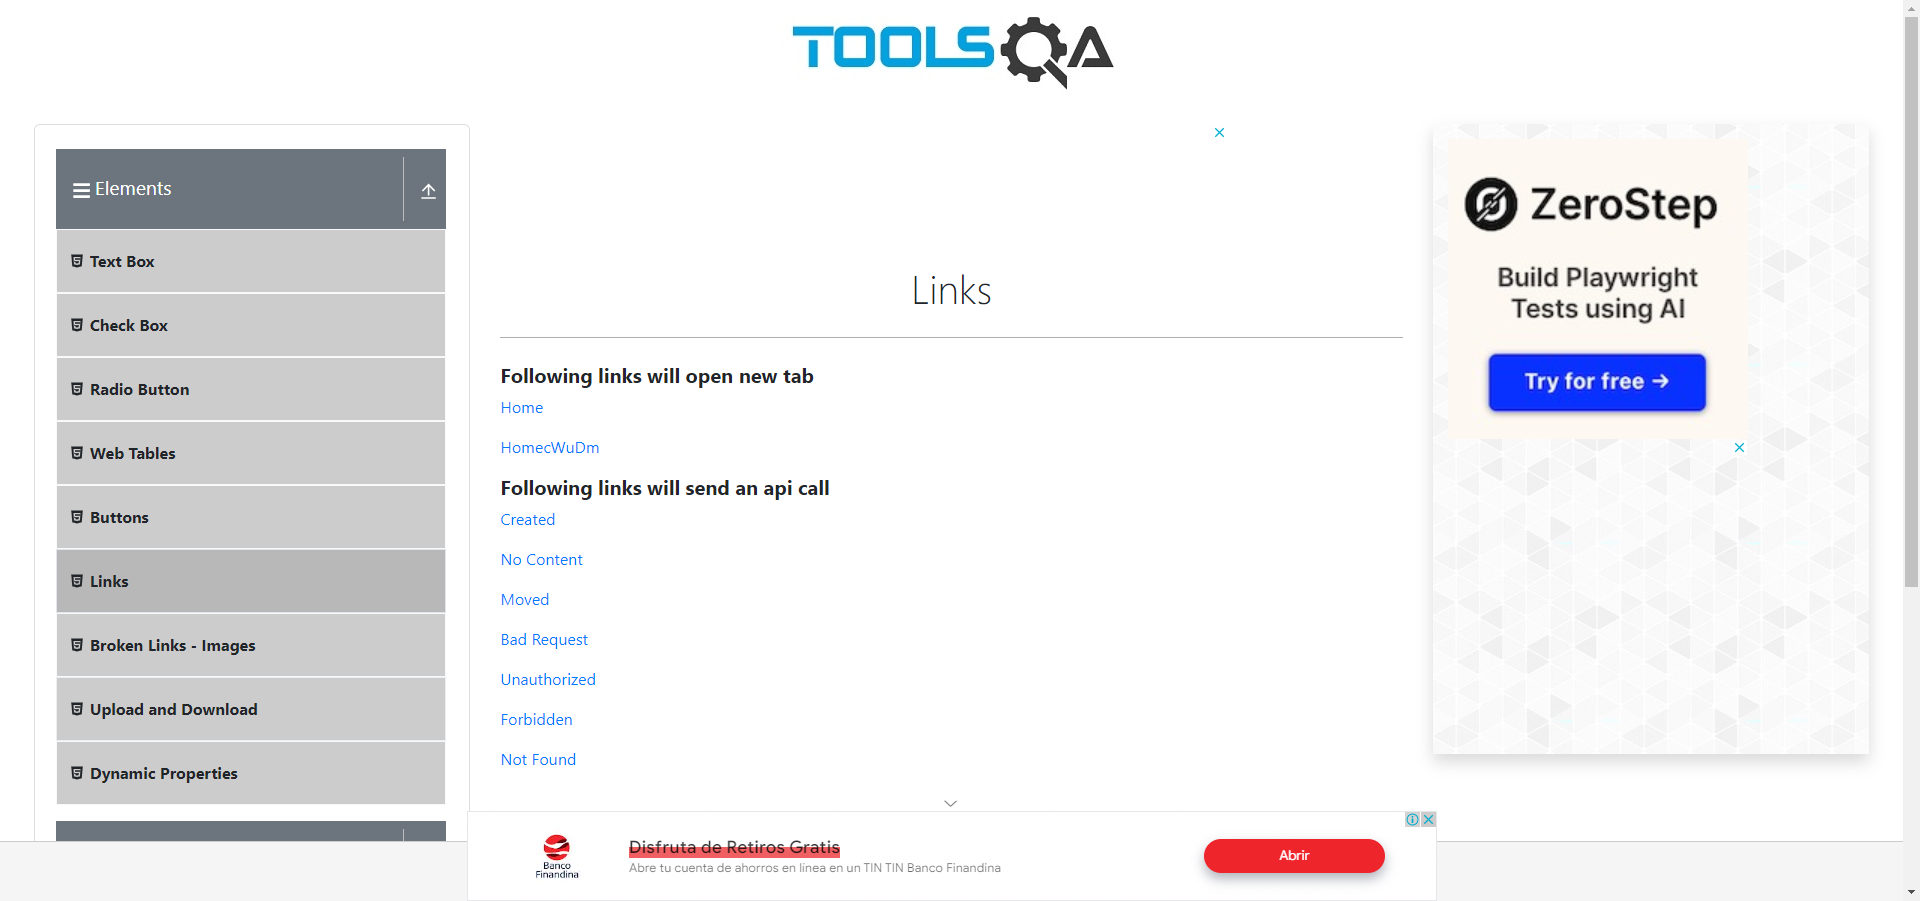 TOOLSQA
Elements
Text Box
Check Box
Radio Button
Web Tables
Buttons
Links
Broken Links - Images
Upload and Download
Dynamic Properties
Links
Following links will open new tab
Home
HomecWuDm
Following links will send an api call
Created
No Content
Moved
Bad Request
Unauthorized
Forbidden
Not Found
ZeroStep
Build Playwright
Tests using AI
Try for free →
Banco
Finandina
Disfruta de Retiros Gratis
Abre tu cuenta de ahorros en línea en un TIN TIN Banco Finandina
Abrir